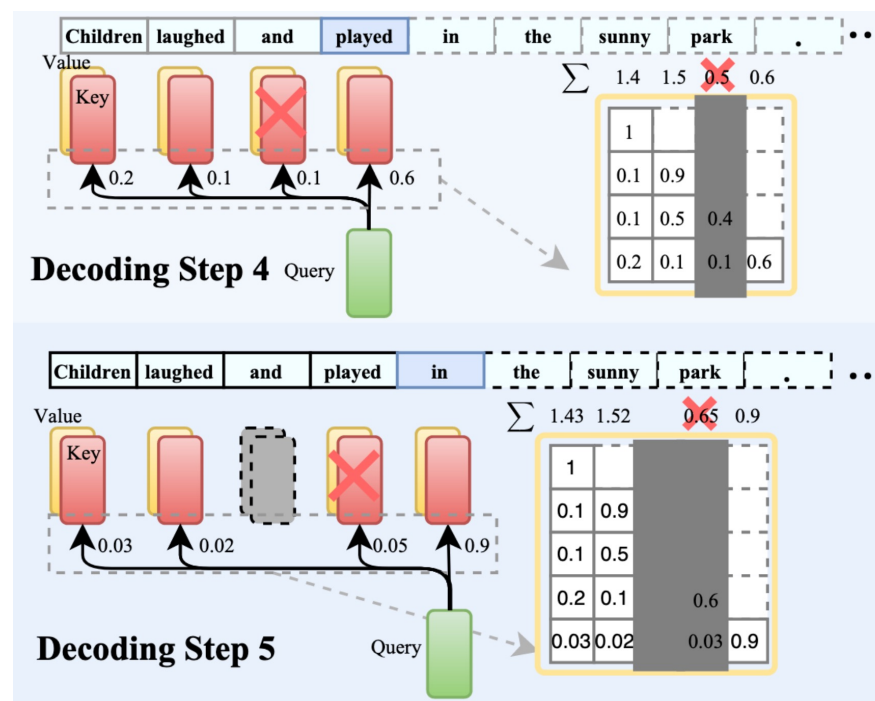 Children laughed and played in the sunny park . ..
Value
∑ 1.4 1.5 0.5 0.6
Key
1
0.1 0.9
0.2 0.1 0.1 0.6
0.1 0.5 0.4
Decoding Step 4 Query
0.2 0.1 0.1 0.6
Children laughed and played in the sunny park . ..
Value
∑ 1.43 1.52 0.65 0.9
Key
1
0.1 0.9
0.03 0.02 0.05 0.9
0.1 0.5
0.2 0.1 0.6
Decoding Step 5 Query
0.03 0.02 0.03 0.9